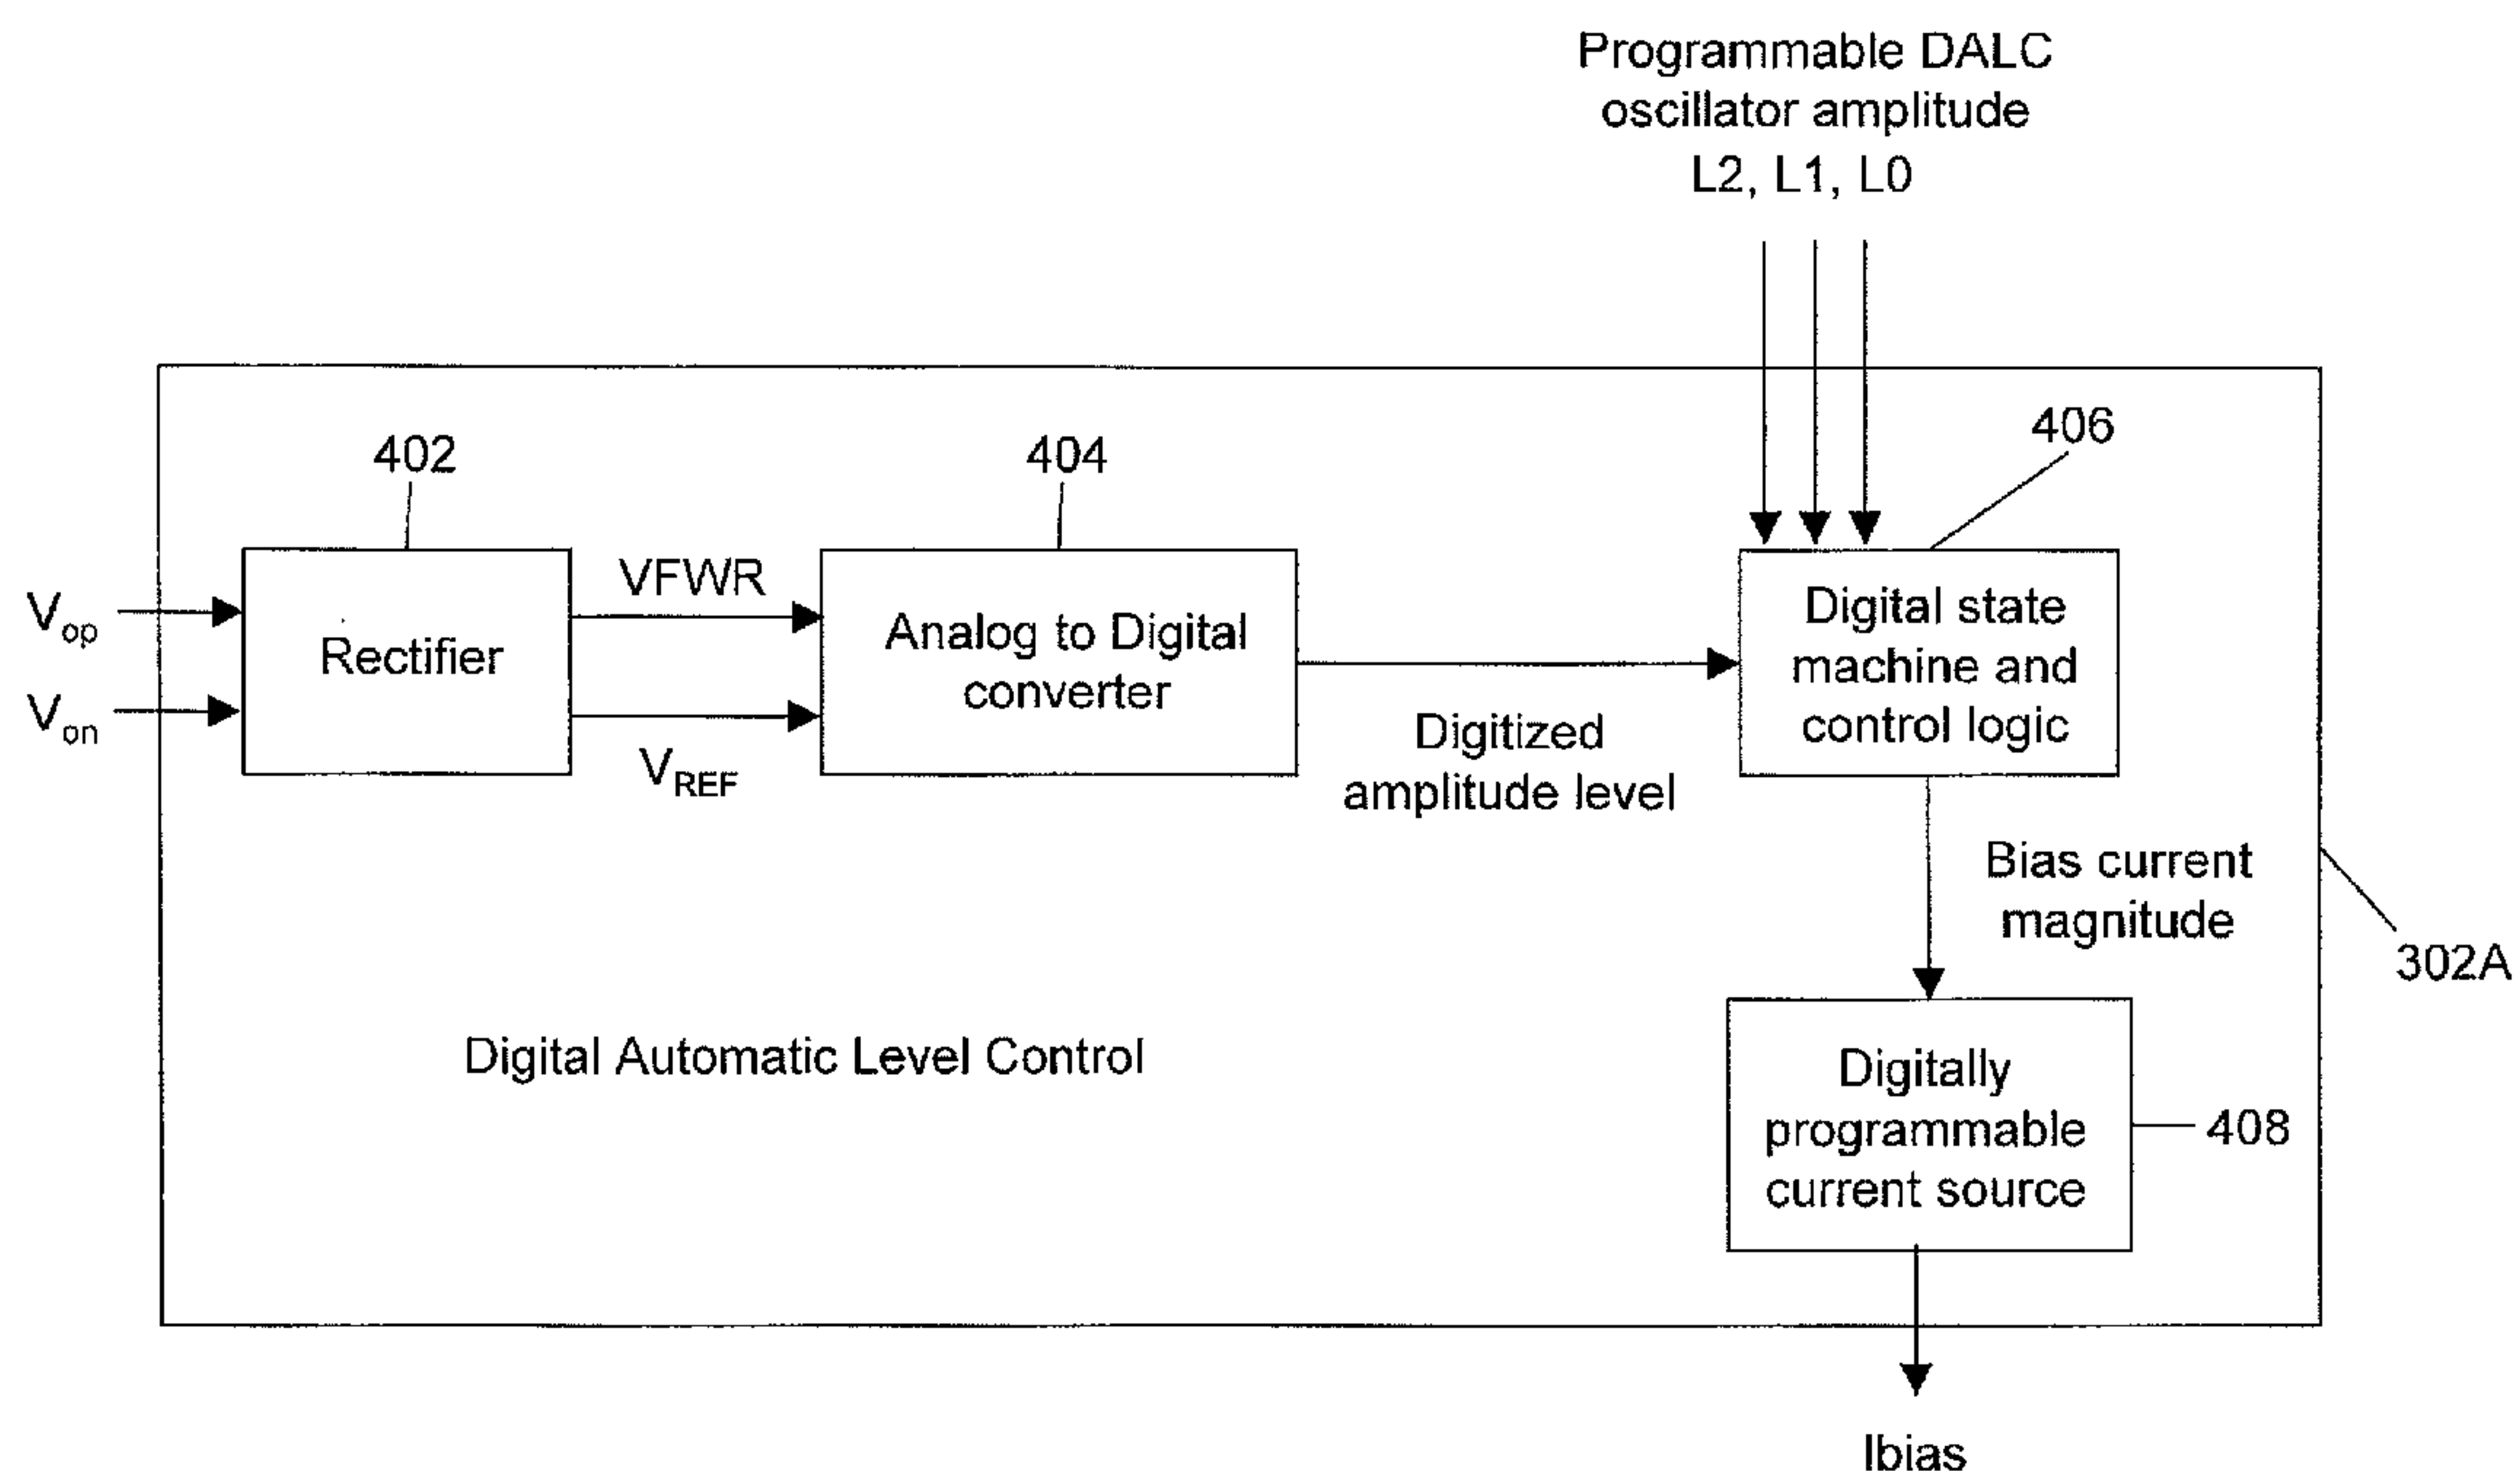 Programmable DALC
oscillator amplitude
L2, L1, L0
402
404
406
Vop
Von
Rectifier
VFWR
VREF
Analog to Digital
converter
Digitized
amplitude level
Digital state
machine and
control logic
Bias current
magnitude
302A
Digital Automatic Level Control
Digitally
programmable
current source
408
Ibias